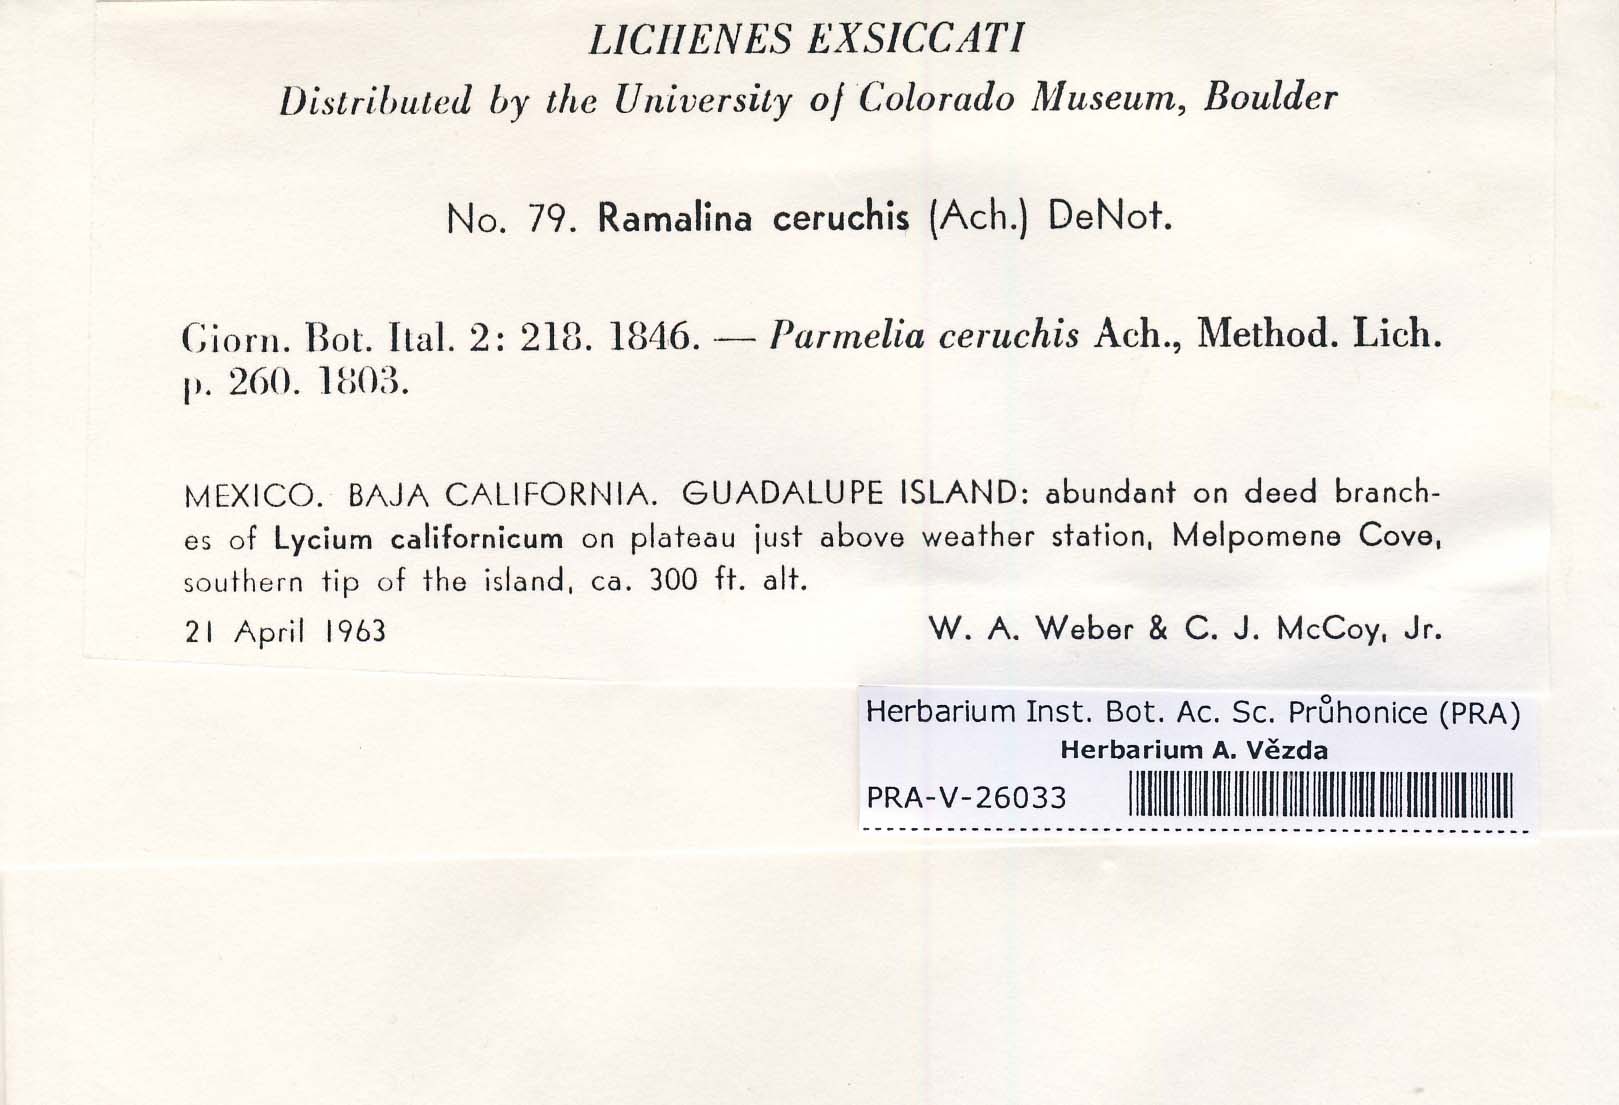 LICHENES EXSICCATI
Distributed by the University of Colorado Museum, Boulder
No. 79. Ramalina ceruchis (Ach.) DeNot.
Giorn. Bot. Ital. 2: 218. 1846. — Parmelia ceruchis Ach., Method. Lich.
p. 260. 1803.
MEXICO. BAJA CALIFORNIA. GUADALUPE ISLAND: abundant on deed branch-
es of Lycium californicum on plateau just above weather station, Melpomene Cove,
southern tip of the island, ca. 300 ft. alt.
21 April 1963 W. A. Weber & C. J. McCoy, Jr.
Herbarium Inst. Bot. Ac. Sc. Průhonice (PRA)
Herbarium A. Vězda
PRA-V-26033